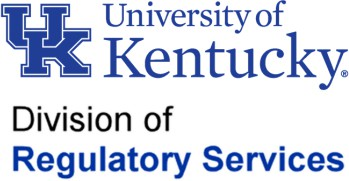 UK University of
Kentucky®
Division of
Regulatory Services